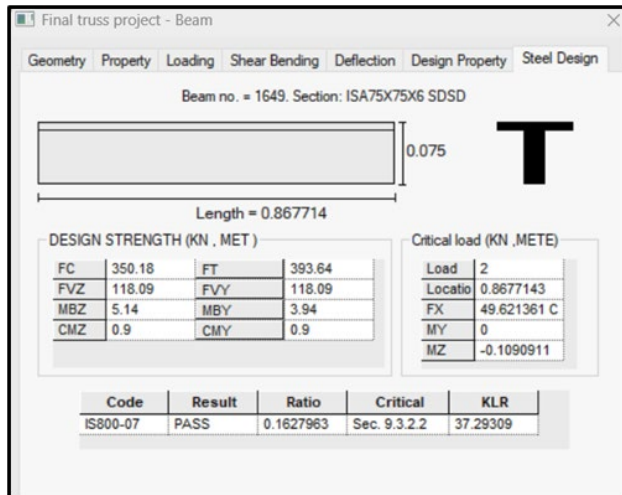 Final truss project - Beam
Geometry Property Loading Shear Bending Deflection Design Property Steel Design
Beam no. = 1649. Section: ISA75X75X6 SDSD
0.075
Length = 0.867714
DESIGN STRENGTH (KN , MET )
FC 350.18 FT 393.64
FVZ 118.09 FVY 118.09
MBZ 5.14 MBY 3.94
CMZ 0.9 CMY 0.9
Critical load (KN ,METE)
Load 2
Locatio 0.8677143
FX 49.621361 C
MY 0
MZ -0.1090911
Code Result Ratio Critical KLR
IS800-07 PASS 0.1627963 Sec. 9.3.2.2 37.29309